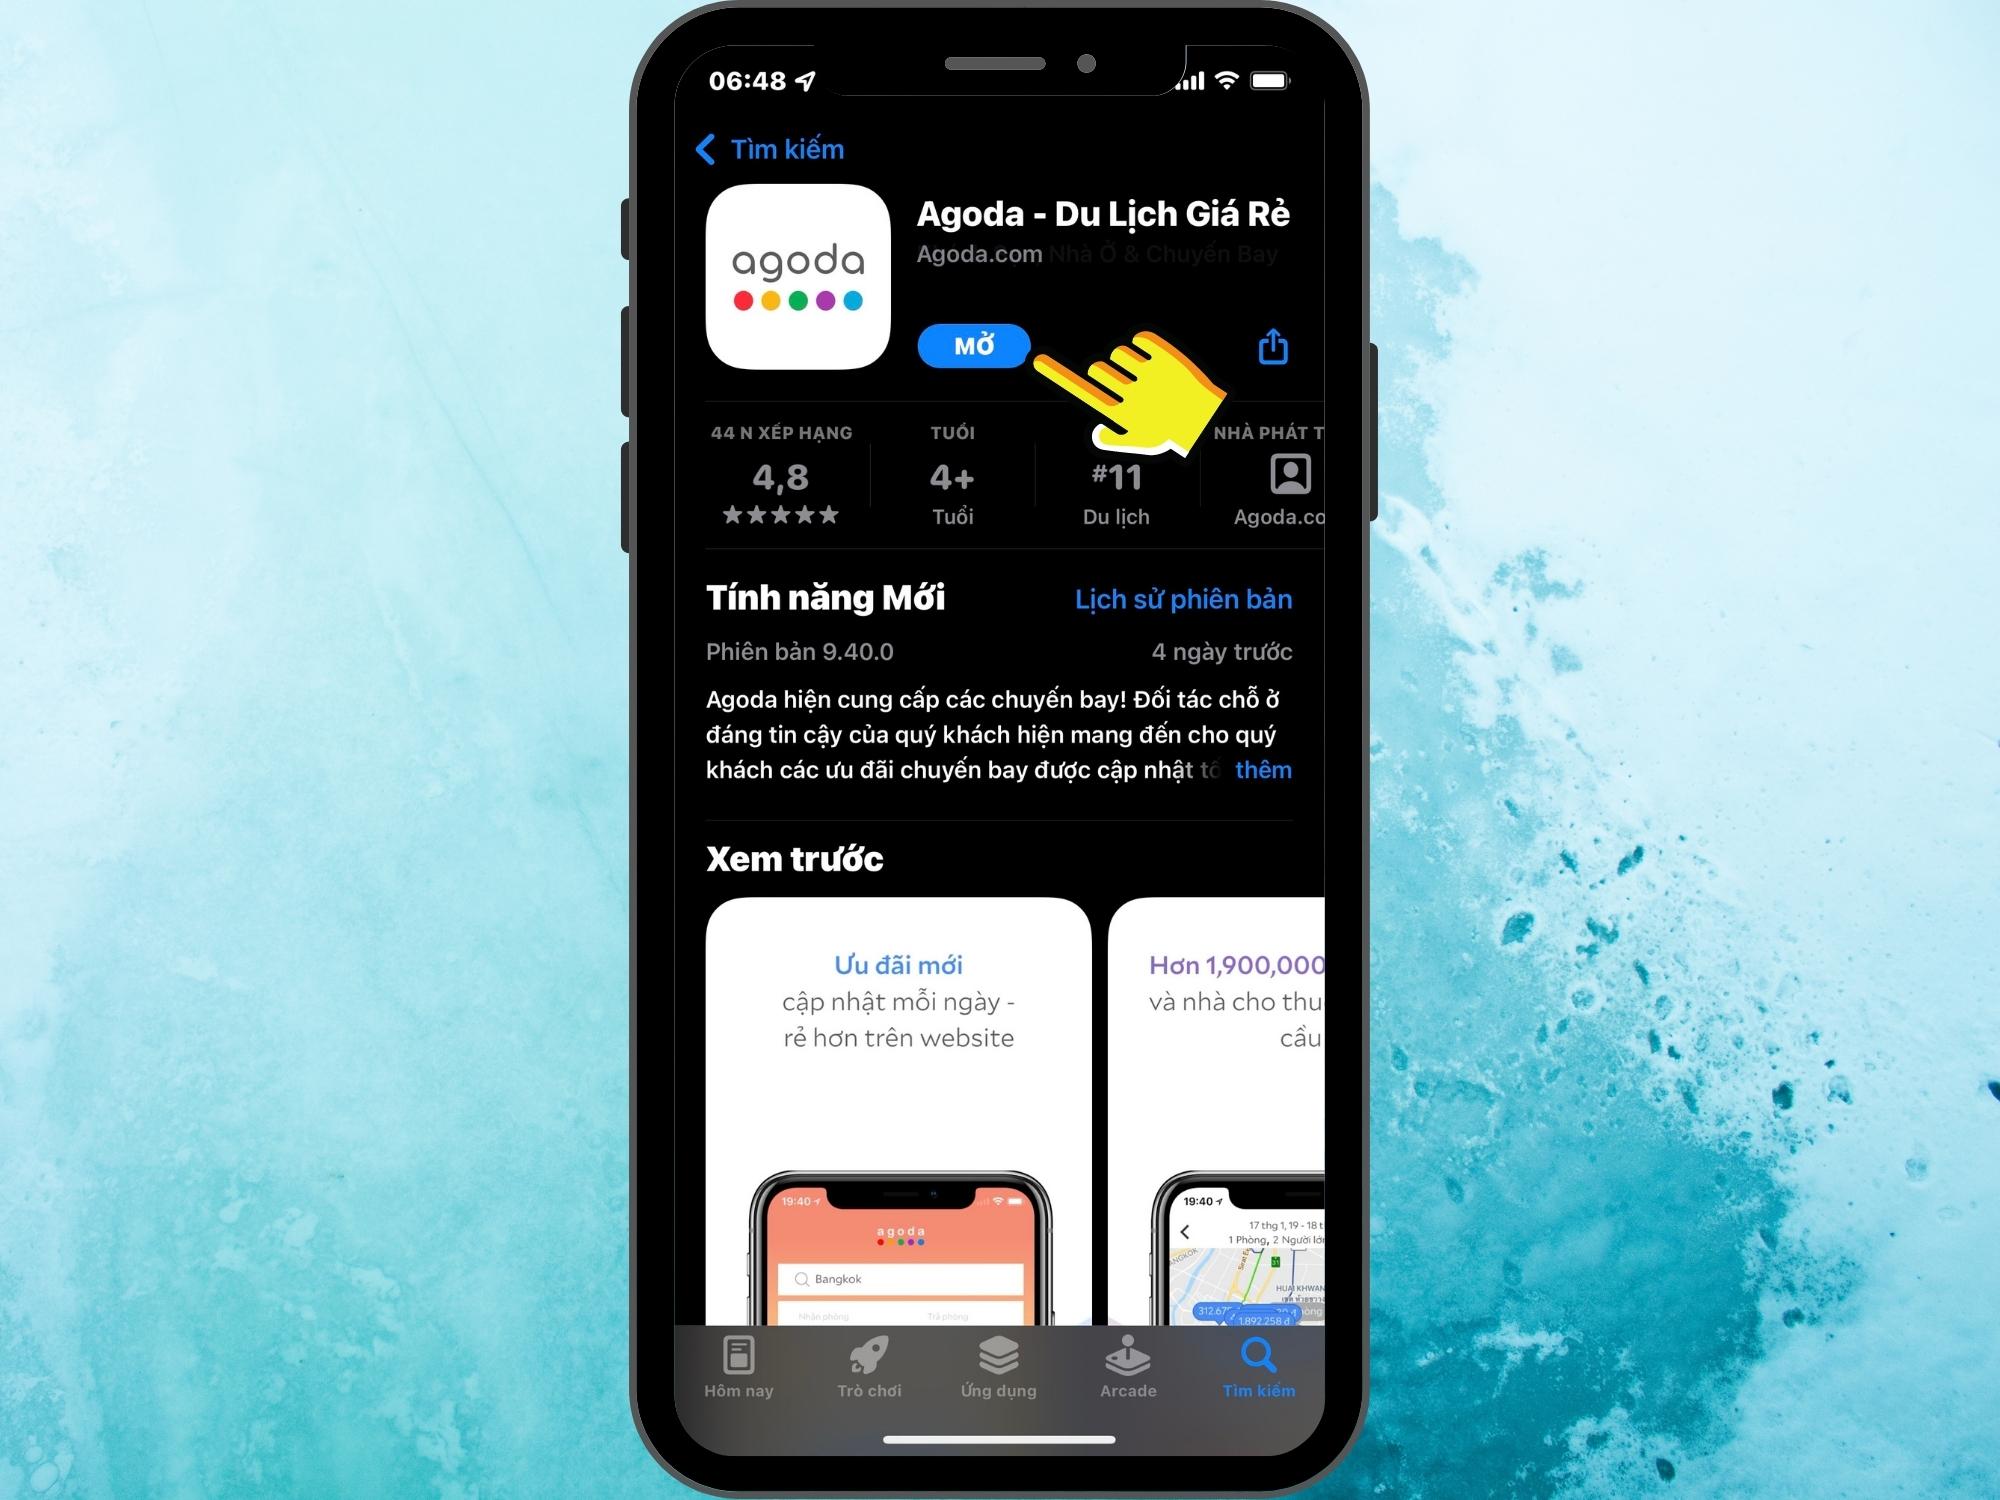 06:48
Tìm kiếm
agoda
Agoda - Du Lịch Giá Rẻ
Agoda.com Nhà Ở & Chuyến Bay
MỞ
44 N XẾP HẠNG
4,8
★★★★★
TUỔI
4+
Tuổi
#11
Du lịch
NHÀ PHÁT T
Agoda.co
Tính năng Mới
Lịch sử phiên bản
Phiên bản 9.40.0
4 ngày trước
Agoda hiện cung cấp các chuyến bay! Đối tác chỗ ở
đáng tin cậy của quý khách hiện mang đến cho quý
khách các ưu đãi chuyến bay được cập nhật tố thêm
Xem trước
Ưu đãi mới
cập nhật mỗi ngày -
rẻ hơn trên website
19:40
agoda
Bangkok
Nhận phòng
Trả phòng
Hơn 1,900,000
và nhà cho thu
cầu
19:40
17 thg 1, 19 - 18 t
1 Phòng, 2 Người lớn
HUAI KHWAN
1.892.258 đ
Hôm nay
Trò chơi
Ứng dụng
Arcade
Tìm kiếm